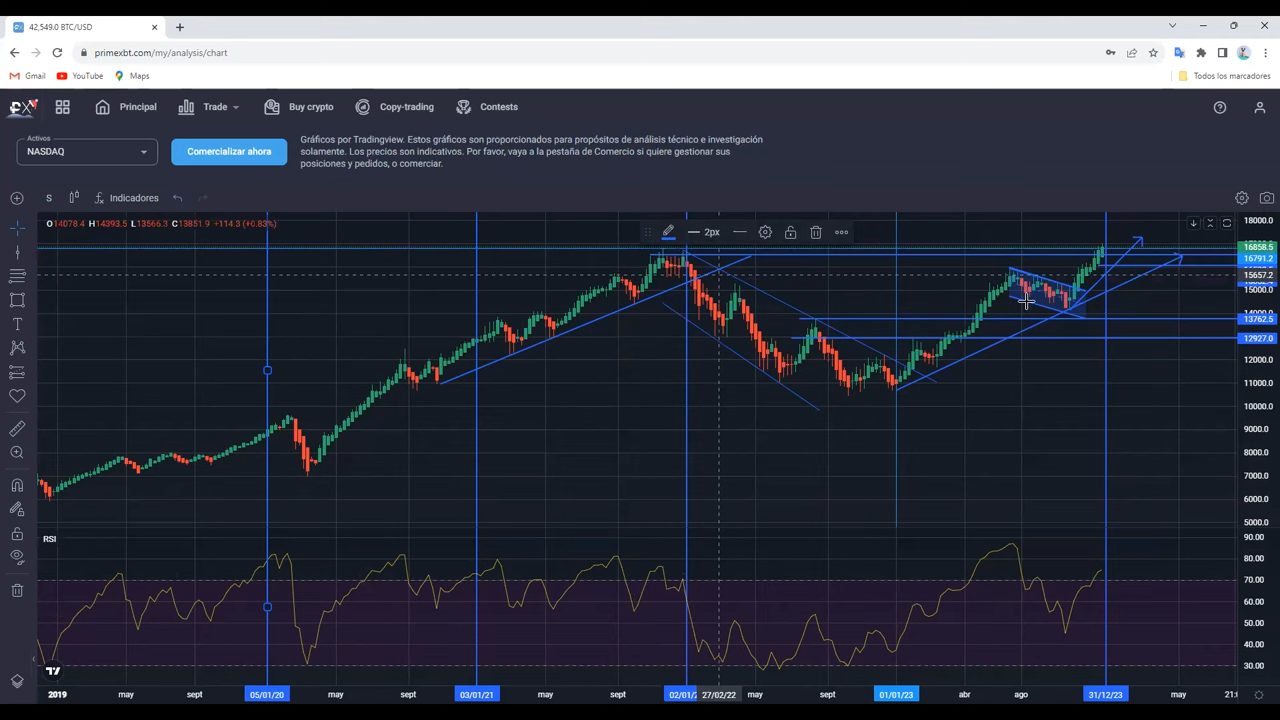 42,549.0 BTC/USD
primexbt.com/my/analysis/chart
Gmail YouTube Maps Todos los marcadores
Principal Trade Buy crypto Copy-trading Contests
Activos
NASDAQ
Comercializar ahora
Gráficos por Tradingview. Estos gráficos son proporcionados para propósitos de análisis técnico e investigación
solamente. Los precios son indicativos. Por favor, vaya a la pestaña de Comercio si quiere gestionar sus
posiciones y pedidos, o comerciar.
S Indicadores
O14078.4 H14393.5 L13566.3 C13851.9 +114.3 (+0.83%)
2px
18000.0
16858.5
16791.2
15657.2
15000.0
14000.0
13762.5
12927.0
12000.0
11000.0
10000.0
9000.0
8000.0
7000.0
6000.0
5000.0
RSI
90.00
80.00
70.00
60.00
50.00
40.00
30.00
2019 may sept 05/01/20 may sept 03/01/21 may sept 02/01/2 27/02/22 may sept 01/01/23 abr ago 31/12/23 may 21:0